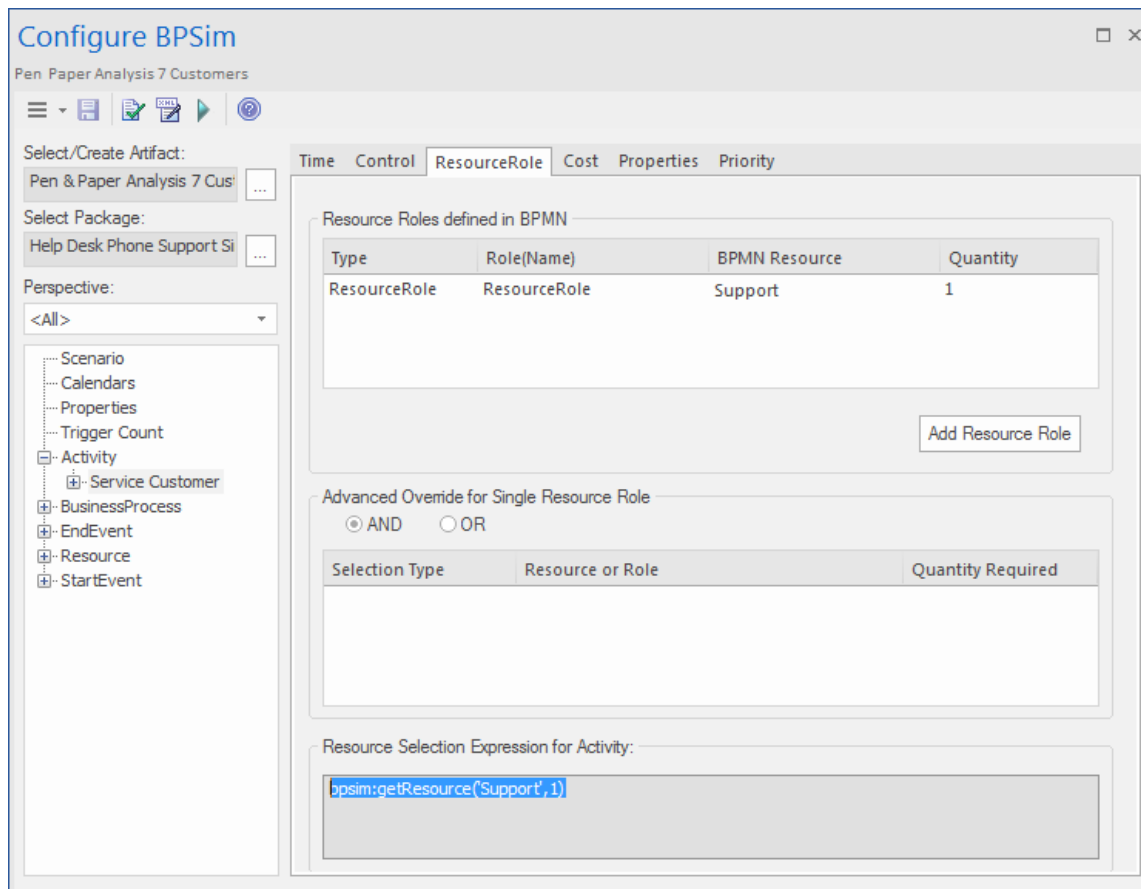 Configure BPSim
Pen Paper Analysis 7 Customers
Select/Create Artifact:
Pen & Paper Analysis 7 Cus
...
Select Package:
Help Desk Phone Support Si
...
Perspective:
<All>
Scenario
Calendars
Properties
Trigger Count
Activity
Service Customer
BusinessProcess
EndEvent
Resource
StartEvent
Time Control ResourceRole Cost Properties Priority
Resource Roles defined in BPMN
Type Role(Name) BPMN Resource Quantity
ResourceRole ResourceRole Support 1
Add Resource Role
Advanced Override for Single Resource Role
AND OR
Selection Type Resource or Role Quantity Required
Resource Selection Expression for Activity:
bpsim:getResource('Support',1)